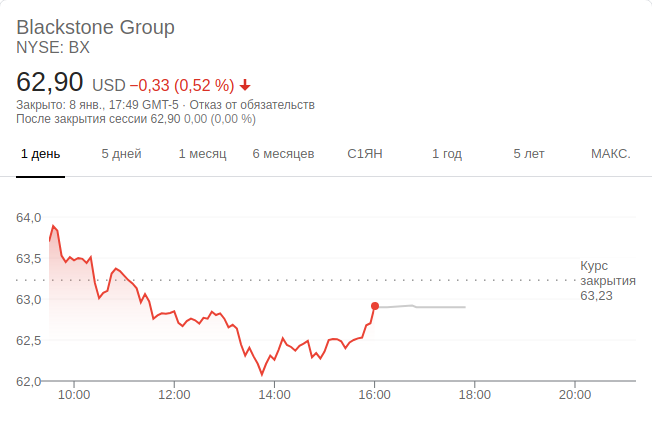 Blackstone Group
NYSE: BX
62,90 USD −0,33 (0,52 %)
Закрыто: 8 янв., 17:49 GMT-5 · Отказ от обязательств
После закрытия сессии 62,90 0,00 (0,00 %)
1 день 5 дней 1 месяц 6 месяцев С1ЯН 1 год 5 лет МАКС.
64,0
63,5
63,0
62,5
62,0
Курс
закрытия
63,23
10:00 12:00 14:00 16:00 18:00 20:00